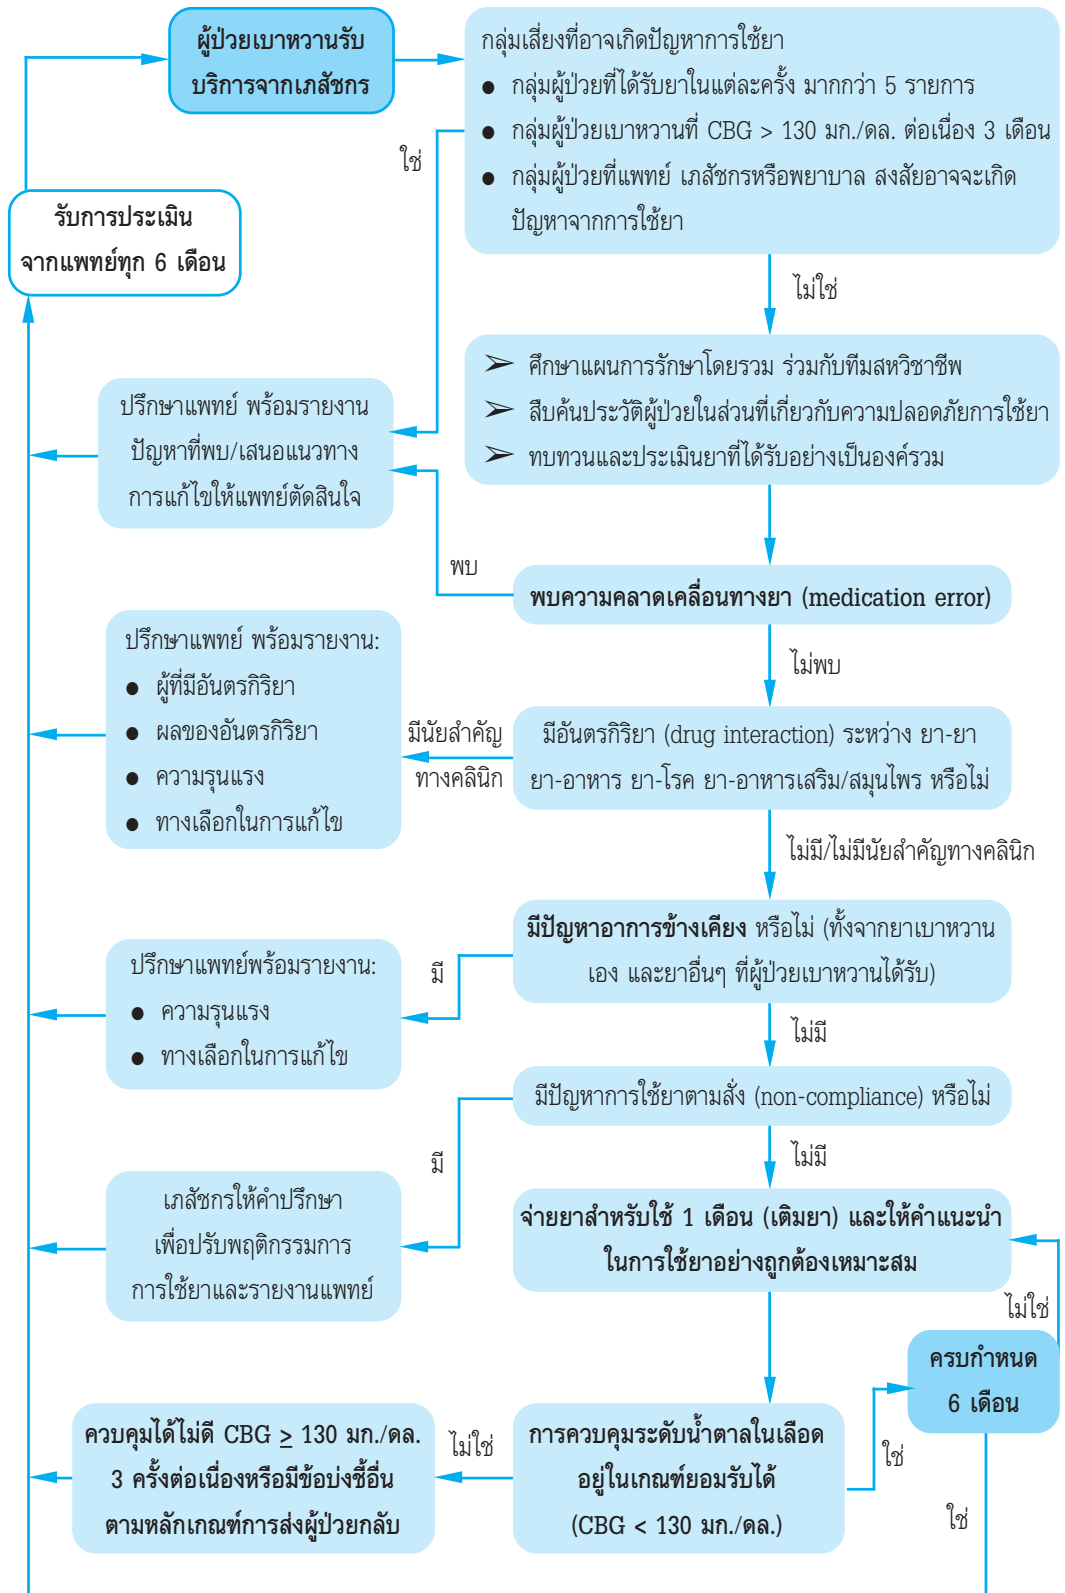 ผู้ป่วยเบาหวานรับ
บริการจากเภสัชกร
กลุ่มเสี่ยงที่อาจเกิดปัญหาการใช้ยา
● กลุ่มผู้ป่วยที่ได้รับยาในแต่ละครั้ง มากกว่า 5 รายการ
● กลุ่มผู้ป่วยเบาหวานที่ CBG > 130 มก./ดล. ต่อเนื่อง 3 เดือน
● กลุ่มผู้ป่วยที่แพทย์ เภสัชกรหรือพยาบาล สงสัยอาจจะเกิด
ปัญหาจากการใช้ยา
ใช่
รับการประเมิน
จากแพทย์ทุก 6 เดือน
ไม่ใช่
➢ ศึกษาแผนการรักษาโดยรวม ร่วมกับทีมสหวิชาชีพ
➢ สืบค้นประวัติผู้ป่วยในส่วนที่เกี่ยวกับความปลอดภัยการใช้ยา
➢ ทบทวนและประเมินยาที่ได้รับอย่างเป็นองค์รวม
ปรึกษาแพทย์ พร้อมรายงาน
ปัญหาที่พบ/เสนอแนวทาง
การแก้ไขให้แพทย์ตัดสินใจ
พบ
พบความคลาดเคลื่อนทางยา (medication error)
ไม่พบ
ปรึกษาแพทย์ พร้อมรายงาน:
● ผู้ที่มีอันตรกิริยา
● ผลของอันตรกิริยา
● ความรุนแรง
● ทางเลือกในการแก้ไข
มีนัยสำคัญ
ทางคลินิก
มีอันตรกิริยา (drug interaction) ระหว่าง ยา-ยา
ยา-อาหาร ยา-โรค ยา-อาหารเสริม/สมุนไพร หรือไม่
ไม่มี/ไม่มีนัยสำคัญทางคลินิก
มีปัญหาอาการข้างเคียง หรือไม่ (ทั้งจากยาเบาหวาน
เอง และยาอื่นๆ ที่ผู้ป่วยเบาหวานได้รับ)
มี
ปรึกษาแพทย์พร้อมรายงาน:
● ความรุนแรง
● ทางเลือกในการแก้ไข
ไม่มี
มีปัญหาการใช้ยาตามสั่ง (non-compliance) หรือไม่
มี
ไม่มี
เภสัชกรให้คำปรึกษา
เพื่อปรับพฤติกรรมการ
การใช้ยาและรายงานแพทย์
จ่ายยาสำหรับใช้ 1 เดือน (เติมยา) และให้คำแนะนำ
ในการใช้ยาอย่างถูกต้องเหมาะสม
ไม่ใช่
ครบกำหนด
6 เดือน
ควบคุมได้ไม่ดี CBG ≥ 130 มก./ดล.
3 ครั้งต่อเนื่องหรือมีข้อบ่งชี้อื่น
ตามหลักเกณฑ์การส่งผู้ป่วยกลับ
ไม่ใช่
การควบคุมระดับน้ำตาลในเลือด
อยู่ในเกณฑ์ยอมรับได้
(CBG < 130 มก./ดล.)
ใช่
ใช่